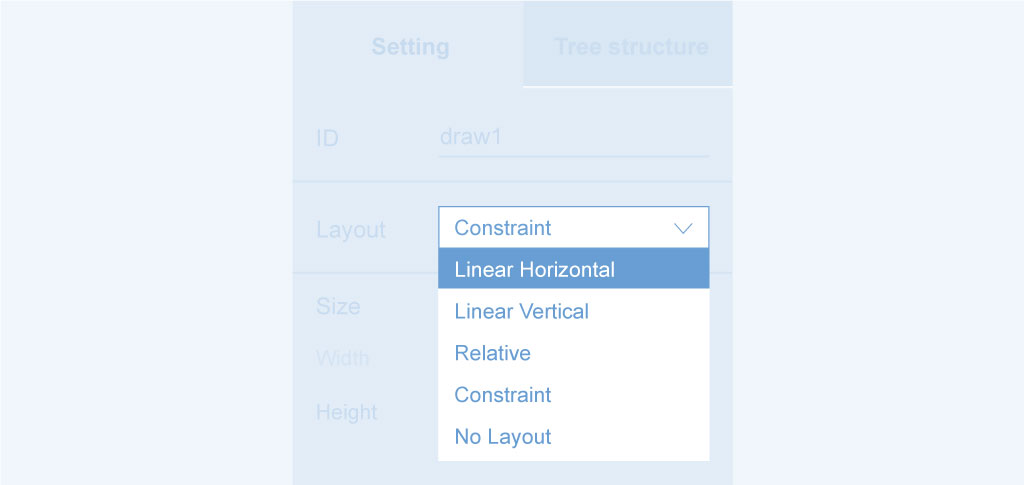 Setting
Tree structure
ID
draw1
Layout
Constraint
Linear Horizontal
Linear Vertical
Size
Relative
Width
Constraint
Height
No Layout